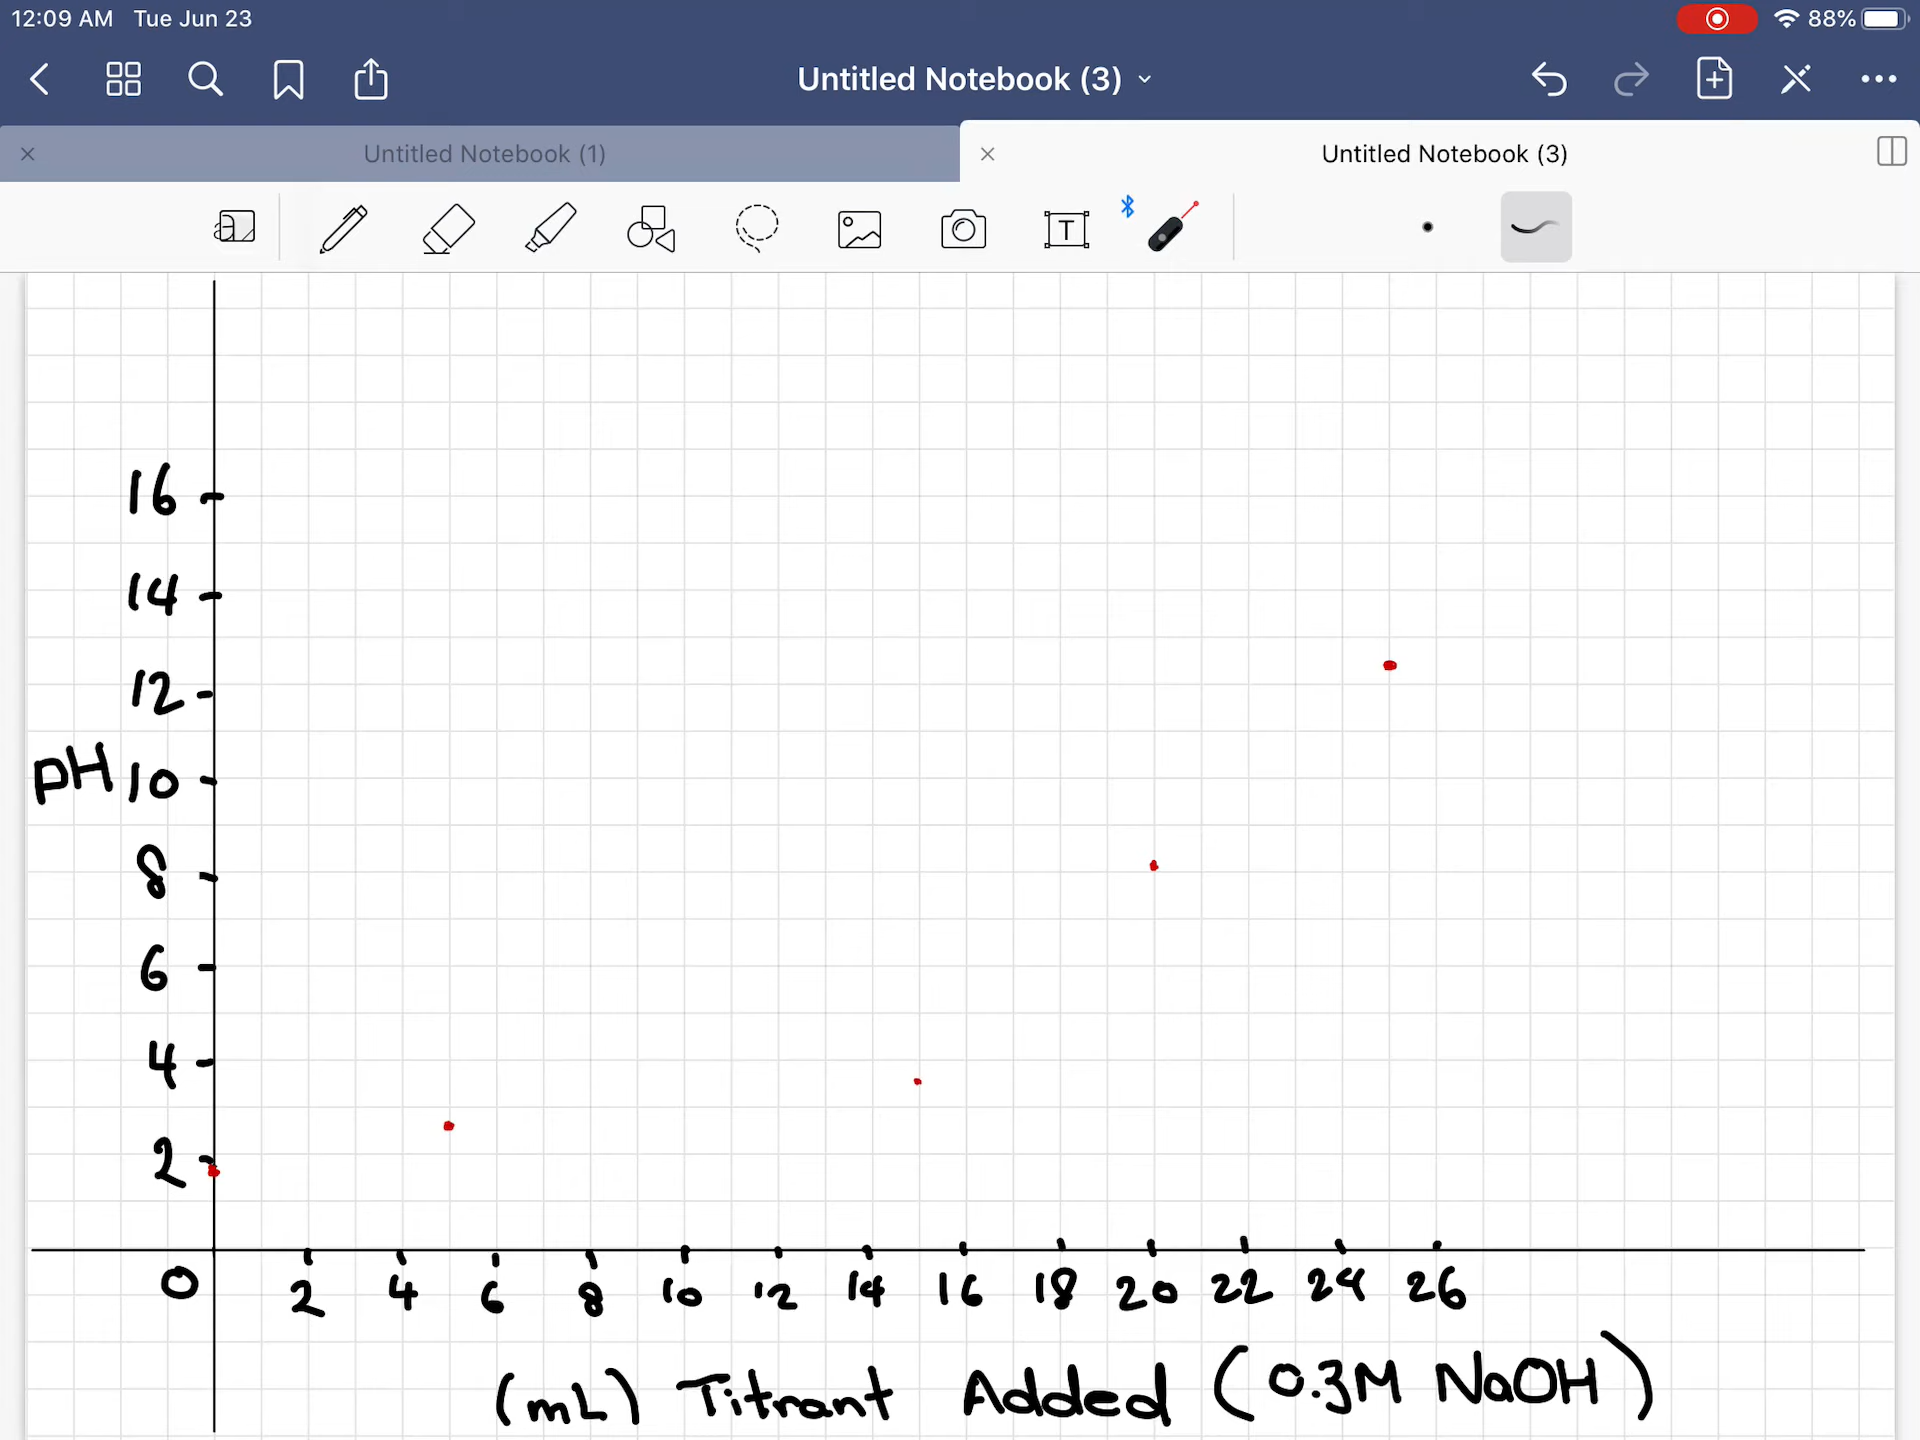 12:09 AM Tue Jun 23 88%
Untitled Notebook (3)
Untitled Notebook (1) Untitled Notebook (3)
a T
16
14
12
pH 10
8
6
4
2
0 2 4 6 8 10 12 14 16 18 20 22 24 26
(mL) Titrant Added (0.3M NaOH)